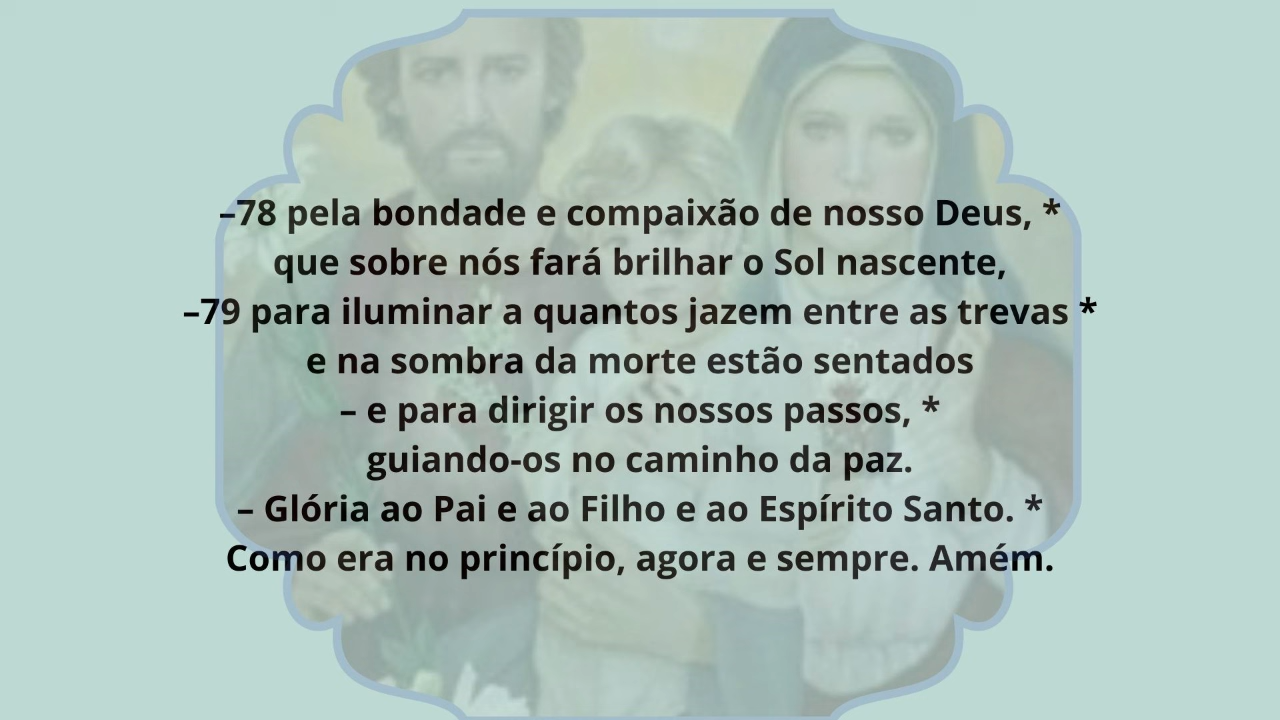 –78 pela bondade e compaixão de nosso Deus, *
que sobre nós fará brilhar o Sol nascente,
–79 para iluminar a quantos jazem entre as trevas *
e na sombra da morte estão sentados
– e para dirigir os nossos passos, *
guiando-os no caminho da paz.
– Glória ao Pai e ao Filho e ao Espírito Santo. *
Como era no princípio, agora e sempre. Amém.